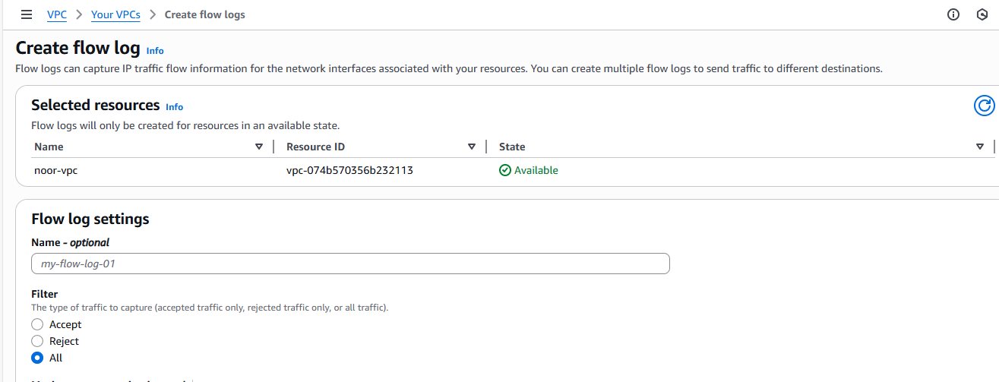 VPC > Your VPCs > Create flow logs
Create flow log Info
Flow logs can capture IP traffic flow information for the network interfaces associated with your resources. You can create multiple flow logs to send traffic to different destinations.
Selected resources Info
Flow logs will only be created for resources in an available state.
Name Resource ID State
noor-vpc vpc-074b570356b232113 Available
Flow log settings
Name - optional
my-flow-log-01
Filter
The type of traffic to capture (accepted traffic only, rejected traffic only, or all traffic).
Accept
Reject
All